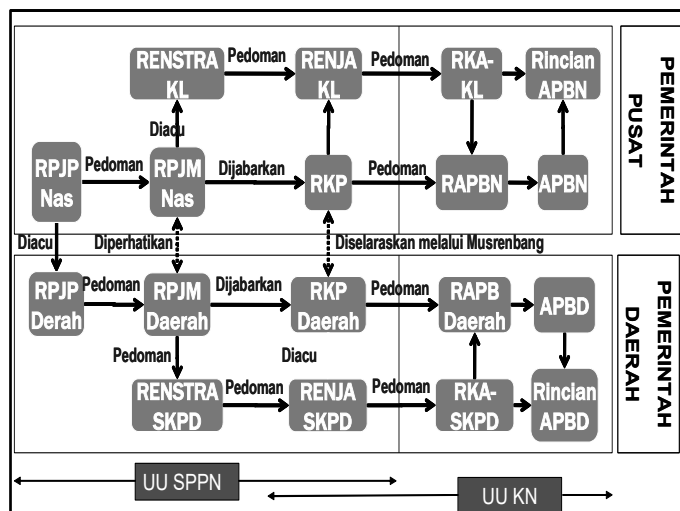 RENSTRA
KL
Pedoman
RENJA
KL
Pedoman
RKA-
KL
Rincian
APBN
Diacu
RPJP
Nas
Pedoman
RPJM
Nas
Dijabarkan
RKP
Pedoman
RAPBN
APBN
PEMERINTAH
PUSAT
Diacu
Diperhatikan
Diselaraskan melalui Musrenbang
RPJP
Derah
Pedoman
RPJM
Daerah
Dijabarkan
RKP
Daerah
Pedoman
RAPB
Daerah
APBD
Pedoman
Diacu
RENSTRA
SKPD
Pedoman
RENJA
SKPD
Pedoman
RKA-
SKPD
Rincian
APBD
PEMERINTAH
DAERAH
UU SPPN
UU KN